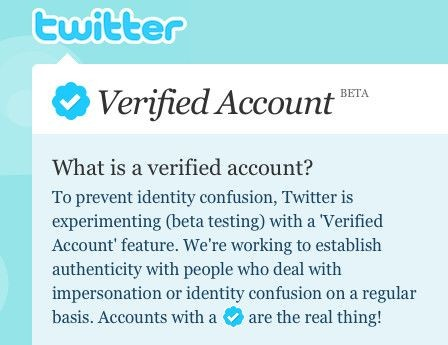 twitter
Verified Account BETA
What is a verified account?
To prevent identity confusion, Twitter is
experimenting (beta testing) with a 'Verified
Account' feature. We're working to establish
authenticity with people who deal with
impersonation or identity confusion on a regular
basis. Accounts with a are the real thing!